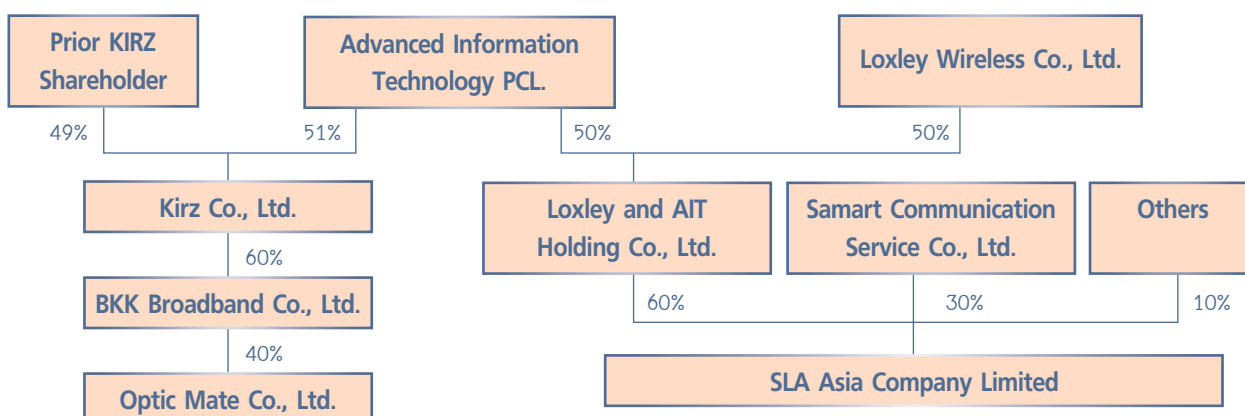 Prior KIRZ
Shareholder
Advanced Information
Technology PCL.
Loxley Wireless Co., Ltd.
49%
51%
50%
50%
Kirz Co., Ltd.
Loxley and AIT
Holding Co., Ltd.
Samart Communication
Service Co., Ltd.
Others
60%
BKK Broadband Co., Ltd.
60%
30%
10%
40%
Optic Mate Co., Ltd.
SLA Asia Company Limited